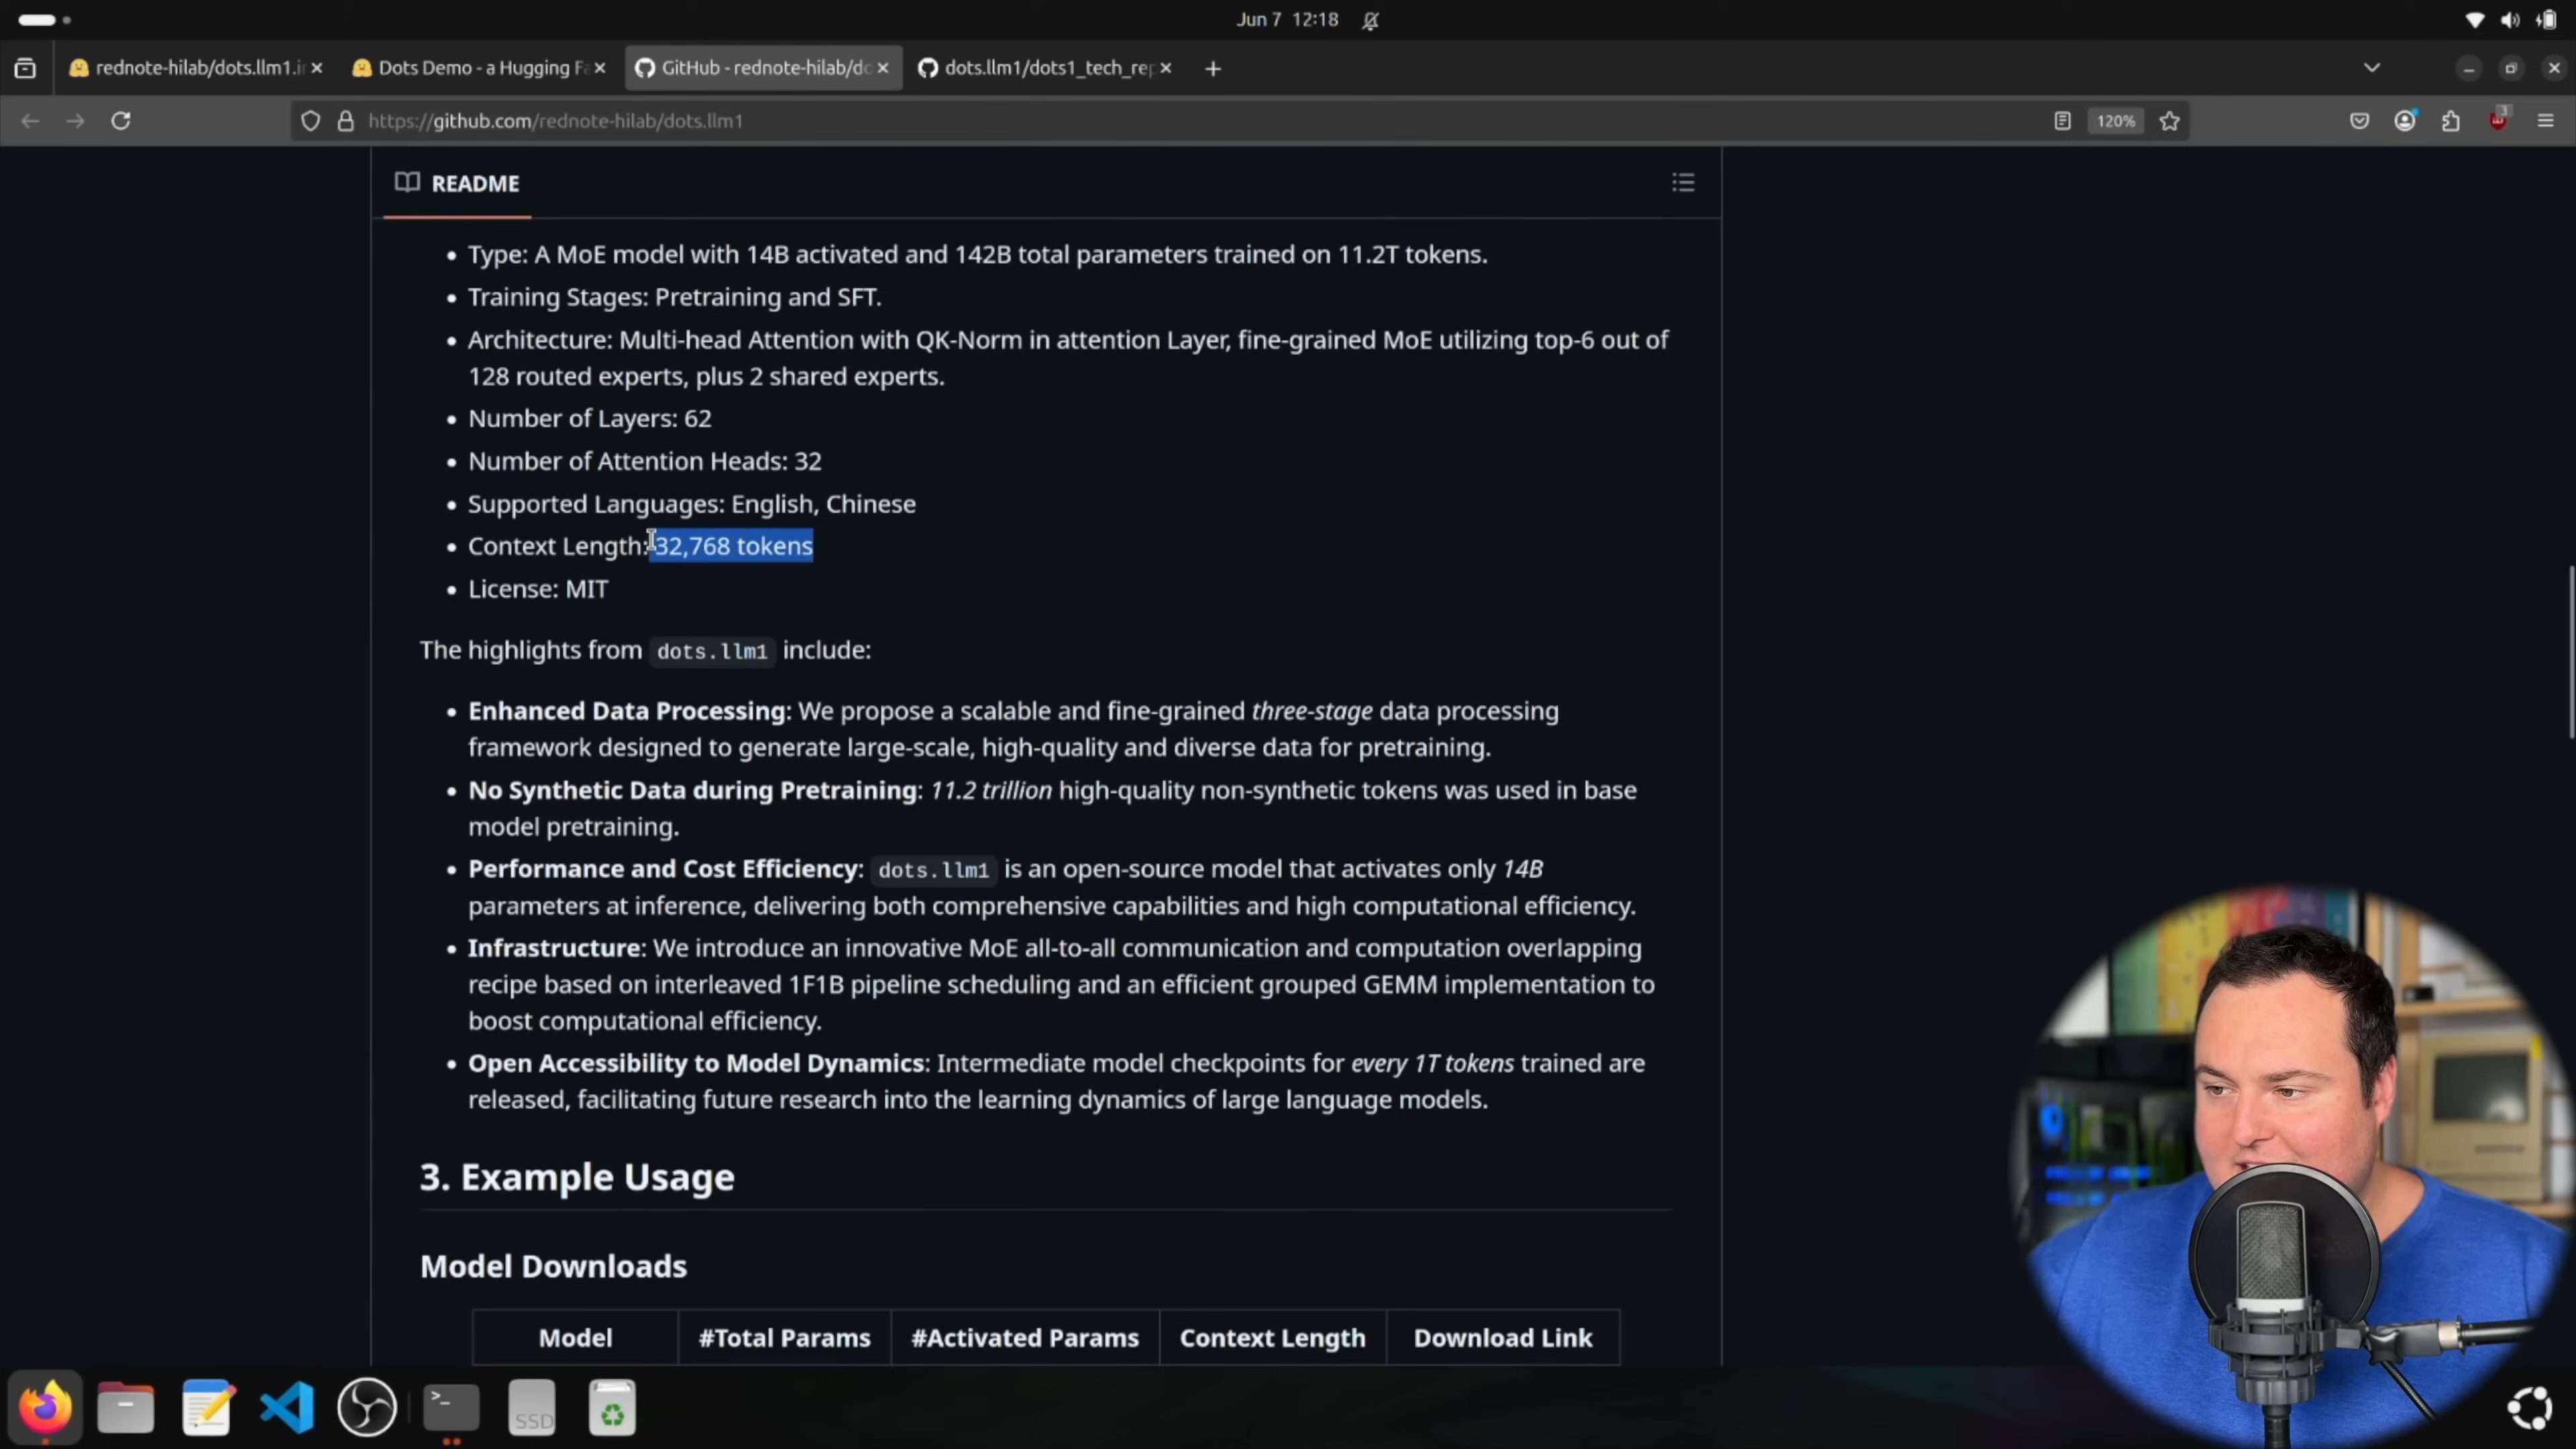 Jun 7 12:18
rednote-hilab/dots.llm1.i
Dots Demo - a Hugging Fa
GitHub - rednote-hilab/do
dots.llm1/dots1_tech_rep
https://github.com/rednote-hilab/dots.llm1
120%
3
README
Type: A MoE model with 14B activated and 142B total parameters trained on 11.2T tokens.
Training Stages: Pretraining and SFT.
Architecture: Multi-head Attention with QK-Norm in attention Layer, fine-grained MoE utilizing top-6 out of
128 routed experts, plus 2 shared experts.
Number of Layers: 62
Number of Attention Heads: 32
Supported Languages: English, Chinese
Context Length: 32,768 tokens
License: MIT
The highlights from dots.llm1 include:
Enhanced Data Processing: We propose a scalable and fine-grained three-stage data processing
framework designed to generate large-scale, high-quality and diverse data for pretraining.
No Synthetic Data during Pretraining: 11.2 trillion high-quality non-synthetic tokens was used in base
model pretraining.
Performance and Cost Efficiency: dots.llm1 is an open-source model that activates only 14B
parameters at inference, delivering both comprehensive capabilities and high computational efficiency.
Infrastructure: We introduce an innovative MoE all-to-all communication and computation overlapping
recipe based on interleaved 1F1B pipeline scheduling and an efficient grouped GEMM implementation to
boost computational efficiency.
Open Accessibility to Model Dynamics: Intermediate model checkpoints for every 1T tokens trained are
released, facilitating future research into the learning dynamics of large language models.
3. Example Usage
Model Downloads
Model #Total Params #Activated Params Context Length Download Link
SSD